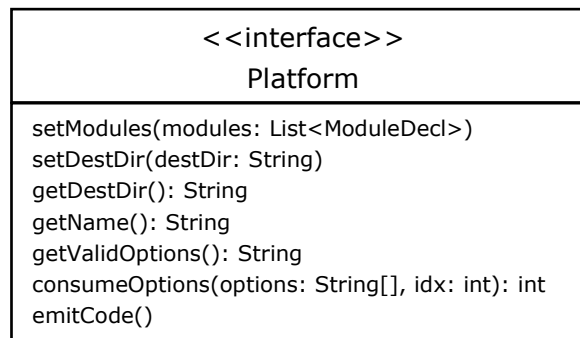 <<interface>>
Platform
setModules(modules: List<ModuleDecl>)
setDestDir(destDir: String)
getDestDir(): String
getName(): String
getValidOptions(): String
consumeOptions(options: String[], idx: int): int
emitCode()